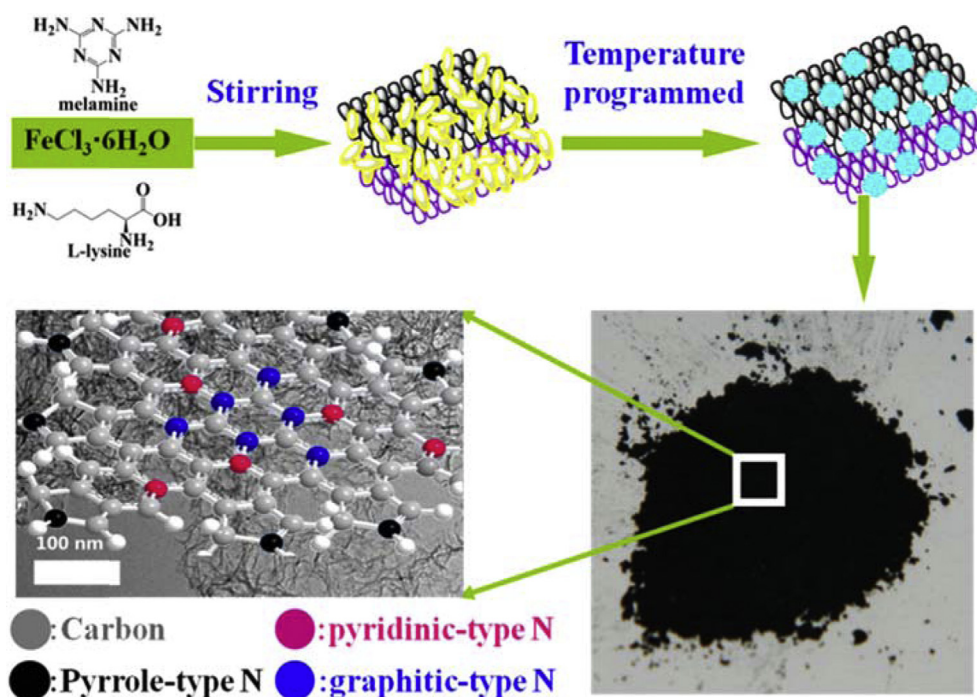 H₂N
NH₂
N
N
N
NH₂
melamine
FeCl₃·6H₂O
H₂N
O
OH
NH₂
L-lysine
Stirring
Temperature
programmed
100 nm
:Carbon
:pyridinic-type N
:Pyrrole-type N
:graphitic-type N